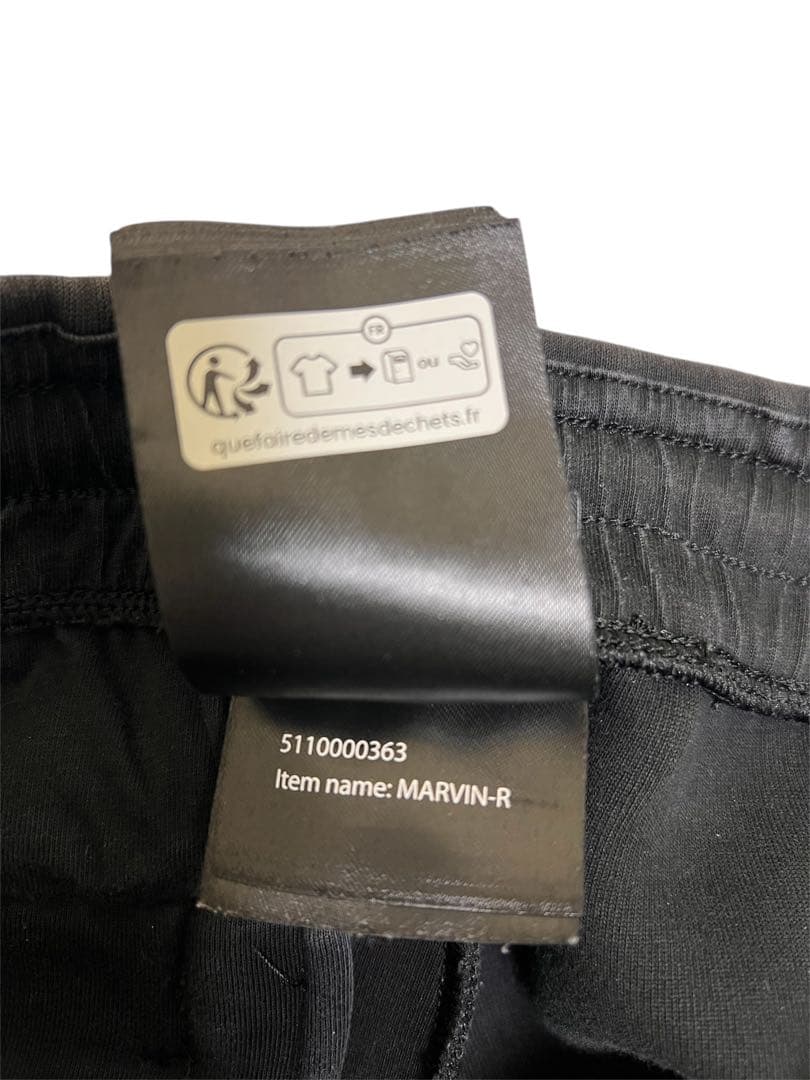 FR
ou
quefairedemesdechets.fr
5110000363
Item name: MARVIN-R